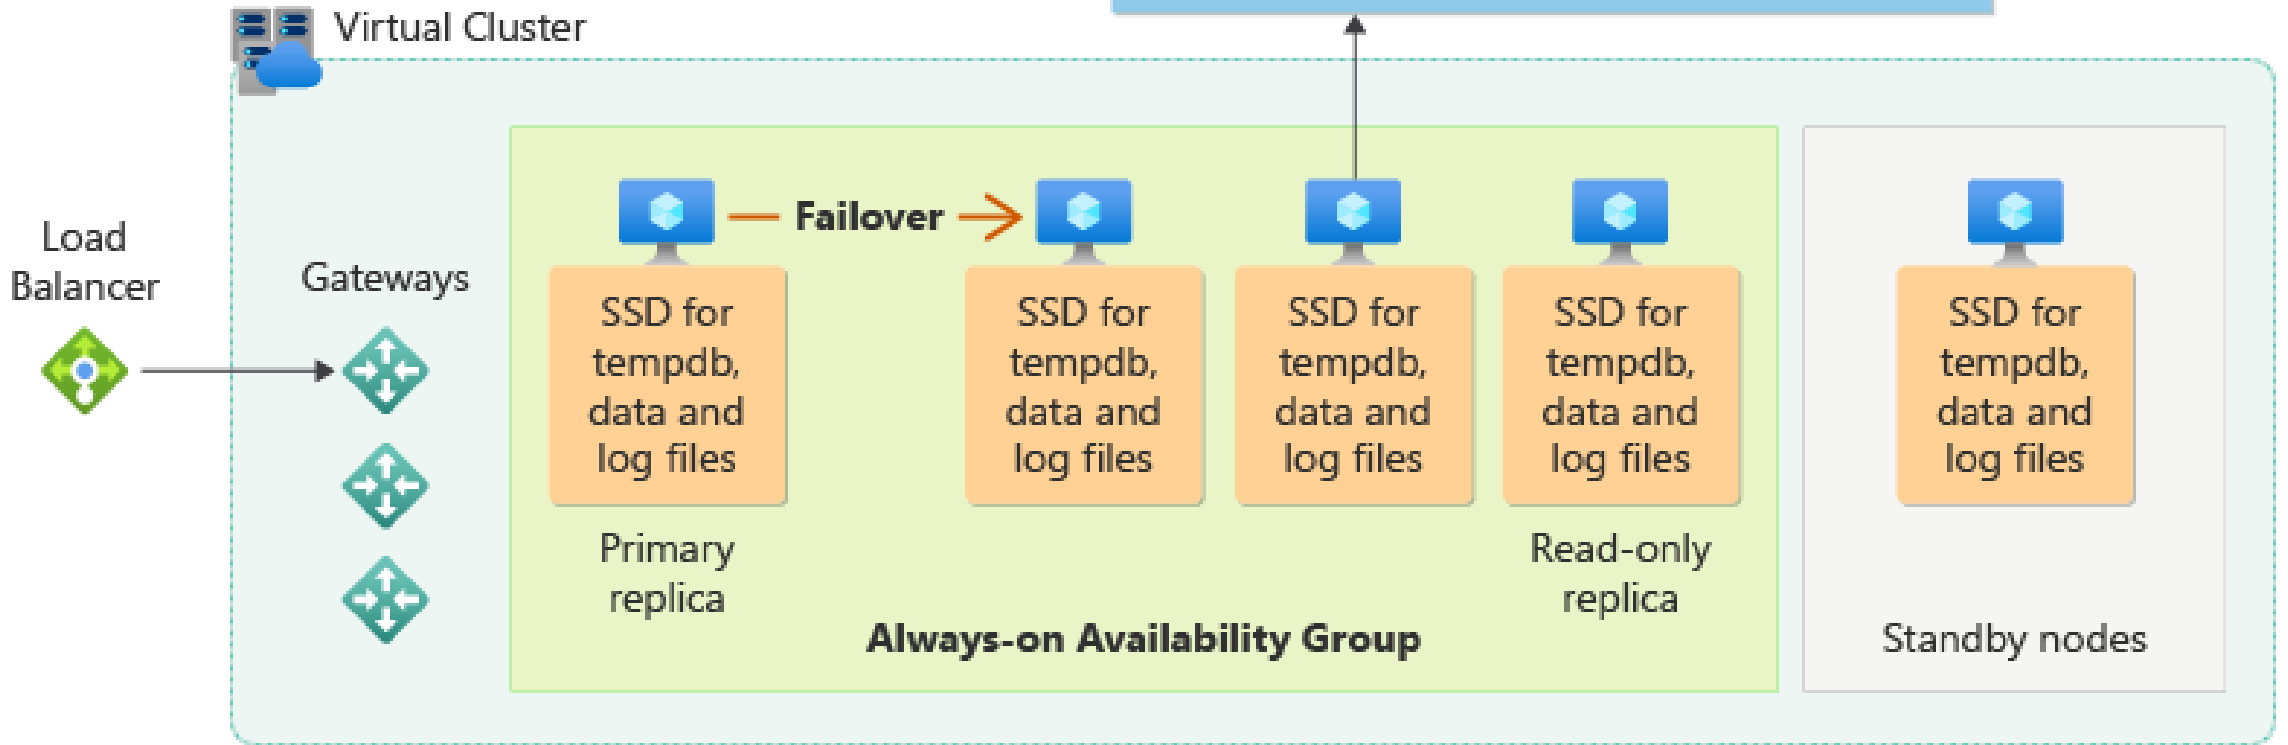 Virtual Cluster
Load
Balancer
Gateways
Failover
SSD for
tempdb,
data and
log files
Primary
replica
SSD for
tempdb,
data and
log files
SSD for
tempdb,
data and
log files
SSD for
tempdb,
data and
log files
Read-only
replica
Always-on Availability Group
SSD for
tempdb,
data and
log files
Standby nodes